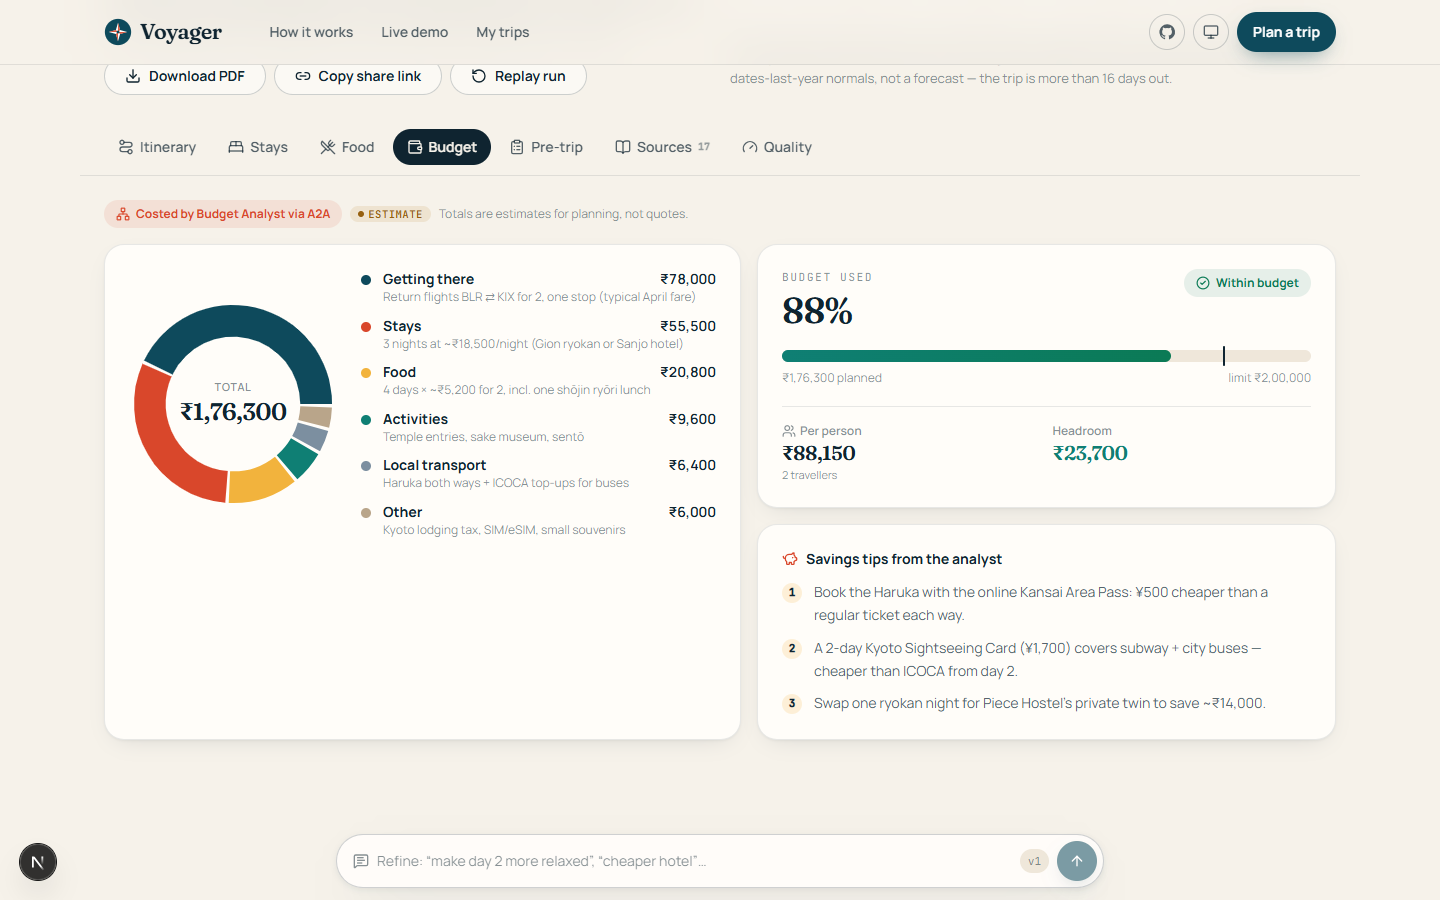 Voyager
How it works
Live demo
My trips
Plan a trip
Download PDF
Copy share link
Replay run
dates-last-year normals, not a forecast — the trip is more than 16 days out.
Itinerary
Stays
Food
Budget
Pre-trip
Sources 17
Quality
Costed by Budget Analyst via A2A
ESTIMATE
Totals are estimates for planning, not quotes.
TOTAL
₹1,76,300
Getting there ₹78,000
Return flights BLR ⇄ KIX for 2, one stop (typical April fare)
Stays ₹55,500
3 nights at ~₹18,500/night (Gion ryokan or Sanjo hotel)
Food ₹20,800
4 days × ~₹5,200 for 2, incl. one shōjin ryōri lunch
Activities ₹9,600
Temple entries, sake museum, sentō
Local transport ₹6,400
Haruka both ways + ICOCA top-ups for buses
Other ₹6,000
Kyoto lodging tax, SIM/eSIM, small souvenirs
BUDGET USED
88%
Within budget
₹1,76,300 planned
limit ₹2,00,000
Per person
₹88,150
2 travellers
Headroom
₹23,700
Savings tips from the analyst
1 Book the Haruka with the online Kansai Area Pass: ¥500 cheaper than a
regular ticket each way.
2 A 2-day Kyoto Sightseeing Card (¥1,700) covers subway + city buses —
cheaper than ICOCA from day 2.
3 Swap one ryokan night for Piece Hostel's private twin to save ~₹14,000.
N
Refine: “make day 2 more relaxed”, “cheaper hotel”…
v1